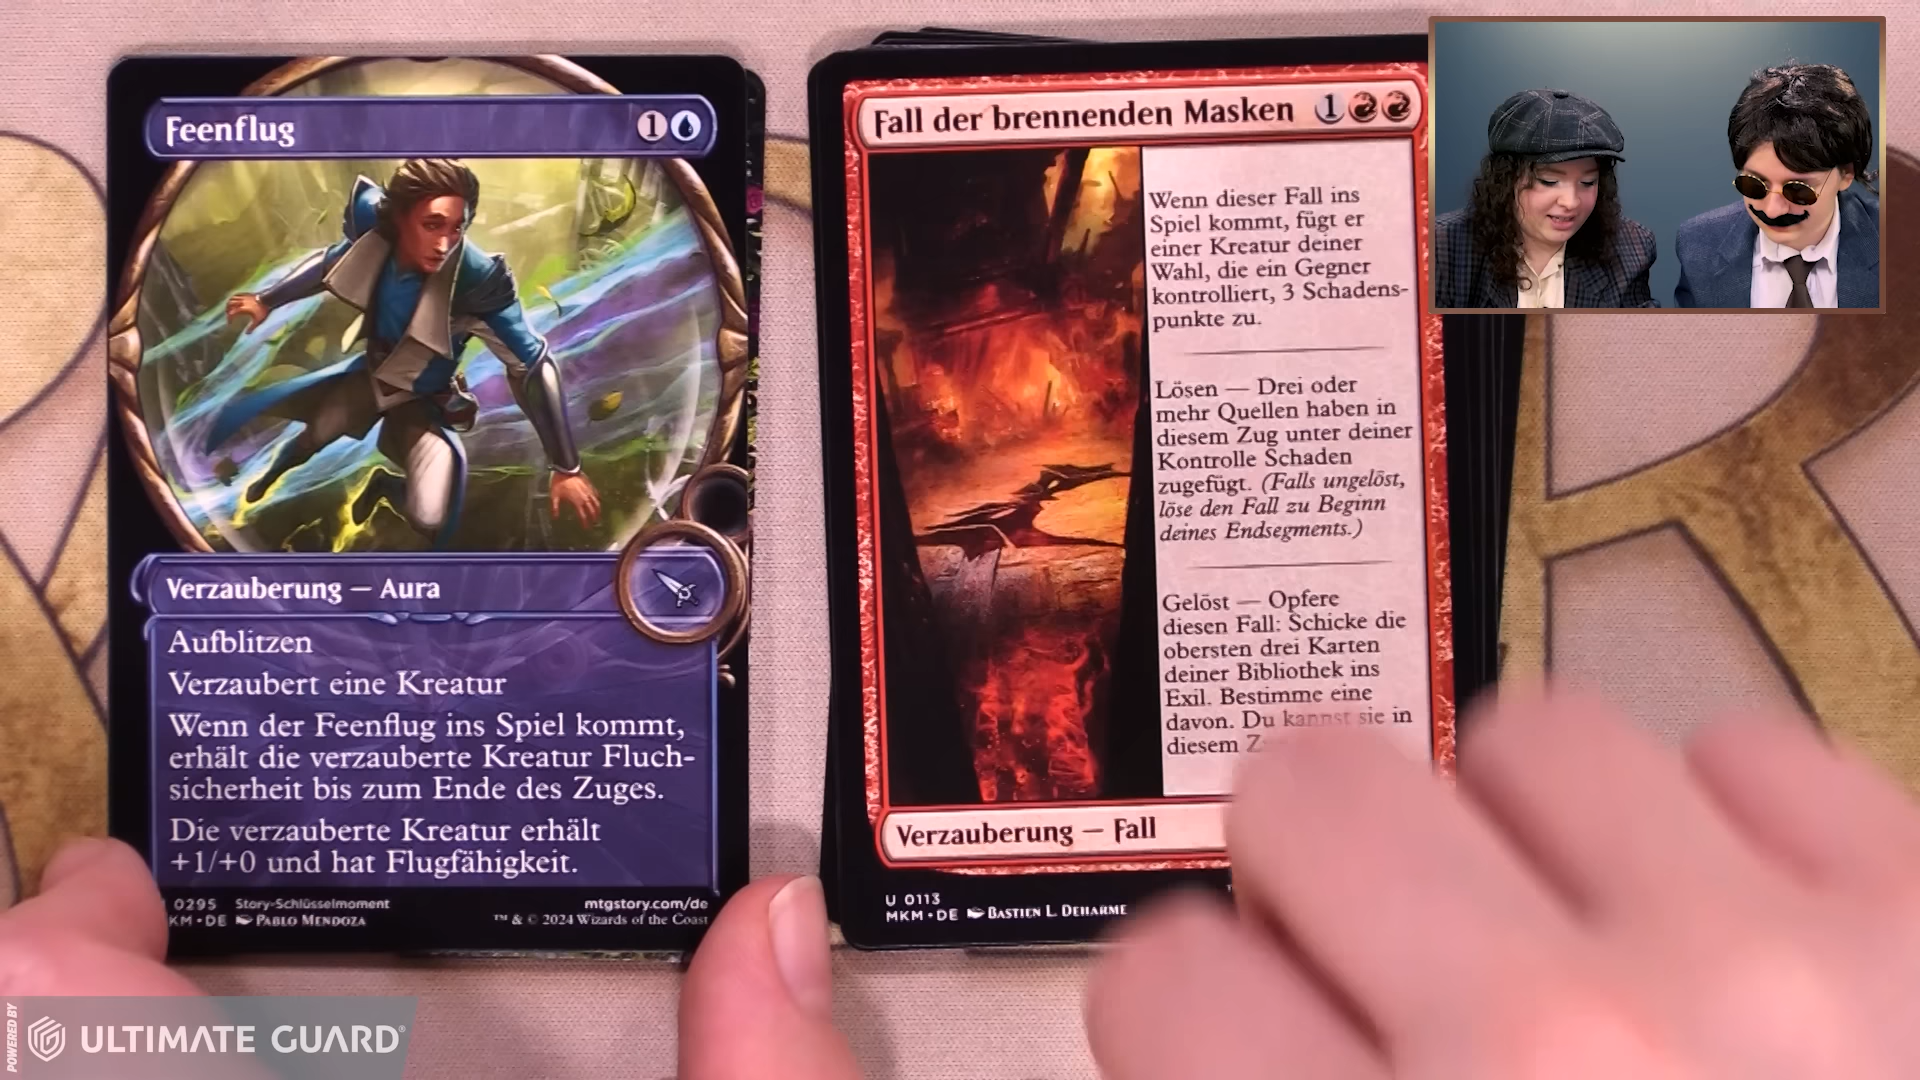 Feenflug 1
Verzauberung — Aura
Aufblitzen
Verzaubert eine Kreatur
Wenn der Feenflug ins Spiel kommt,
erhält die verzauberte Kreatur Fluch-
sicherheit bis zum Ende des Zuges.
Die verzauberte Kreatur erhält
+1/+0 und hat Flugfähigkeit.
0295 Story-Schlüsselmoment mtgstory.com/de
KM • DE Pablo Mendoza ™ & © 2024 Wizards of the Coast
Fall der brennenden Masken 1
Wenn dieser Fall ins
Spiel kommt, fügt er
einer Kreatur deiner
Wahl, die ein Gegner
kontrolliert, 3 Schadens-
punkte zu.
Lösen — Drei oder
mehr Quellen haben in
diesem Zug unter deiner
Kontrolle Schaden
zugefügt. (Falls ungelöst,
löse den Fall zu Beginn
deines Endsegments.)
Gelöst — Opfere
diesen Fall: Schicke die
obersten drei Karten
deiner Bibliothek ins
Exil. Bestimme eine
davon. Du kannst sie in
diesem
Verzauberung — Fall
U 0113
MKM • DE Bastien L. Deharme
POWERED BY
ULTIMATE GUARD®
R